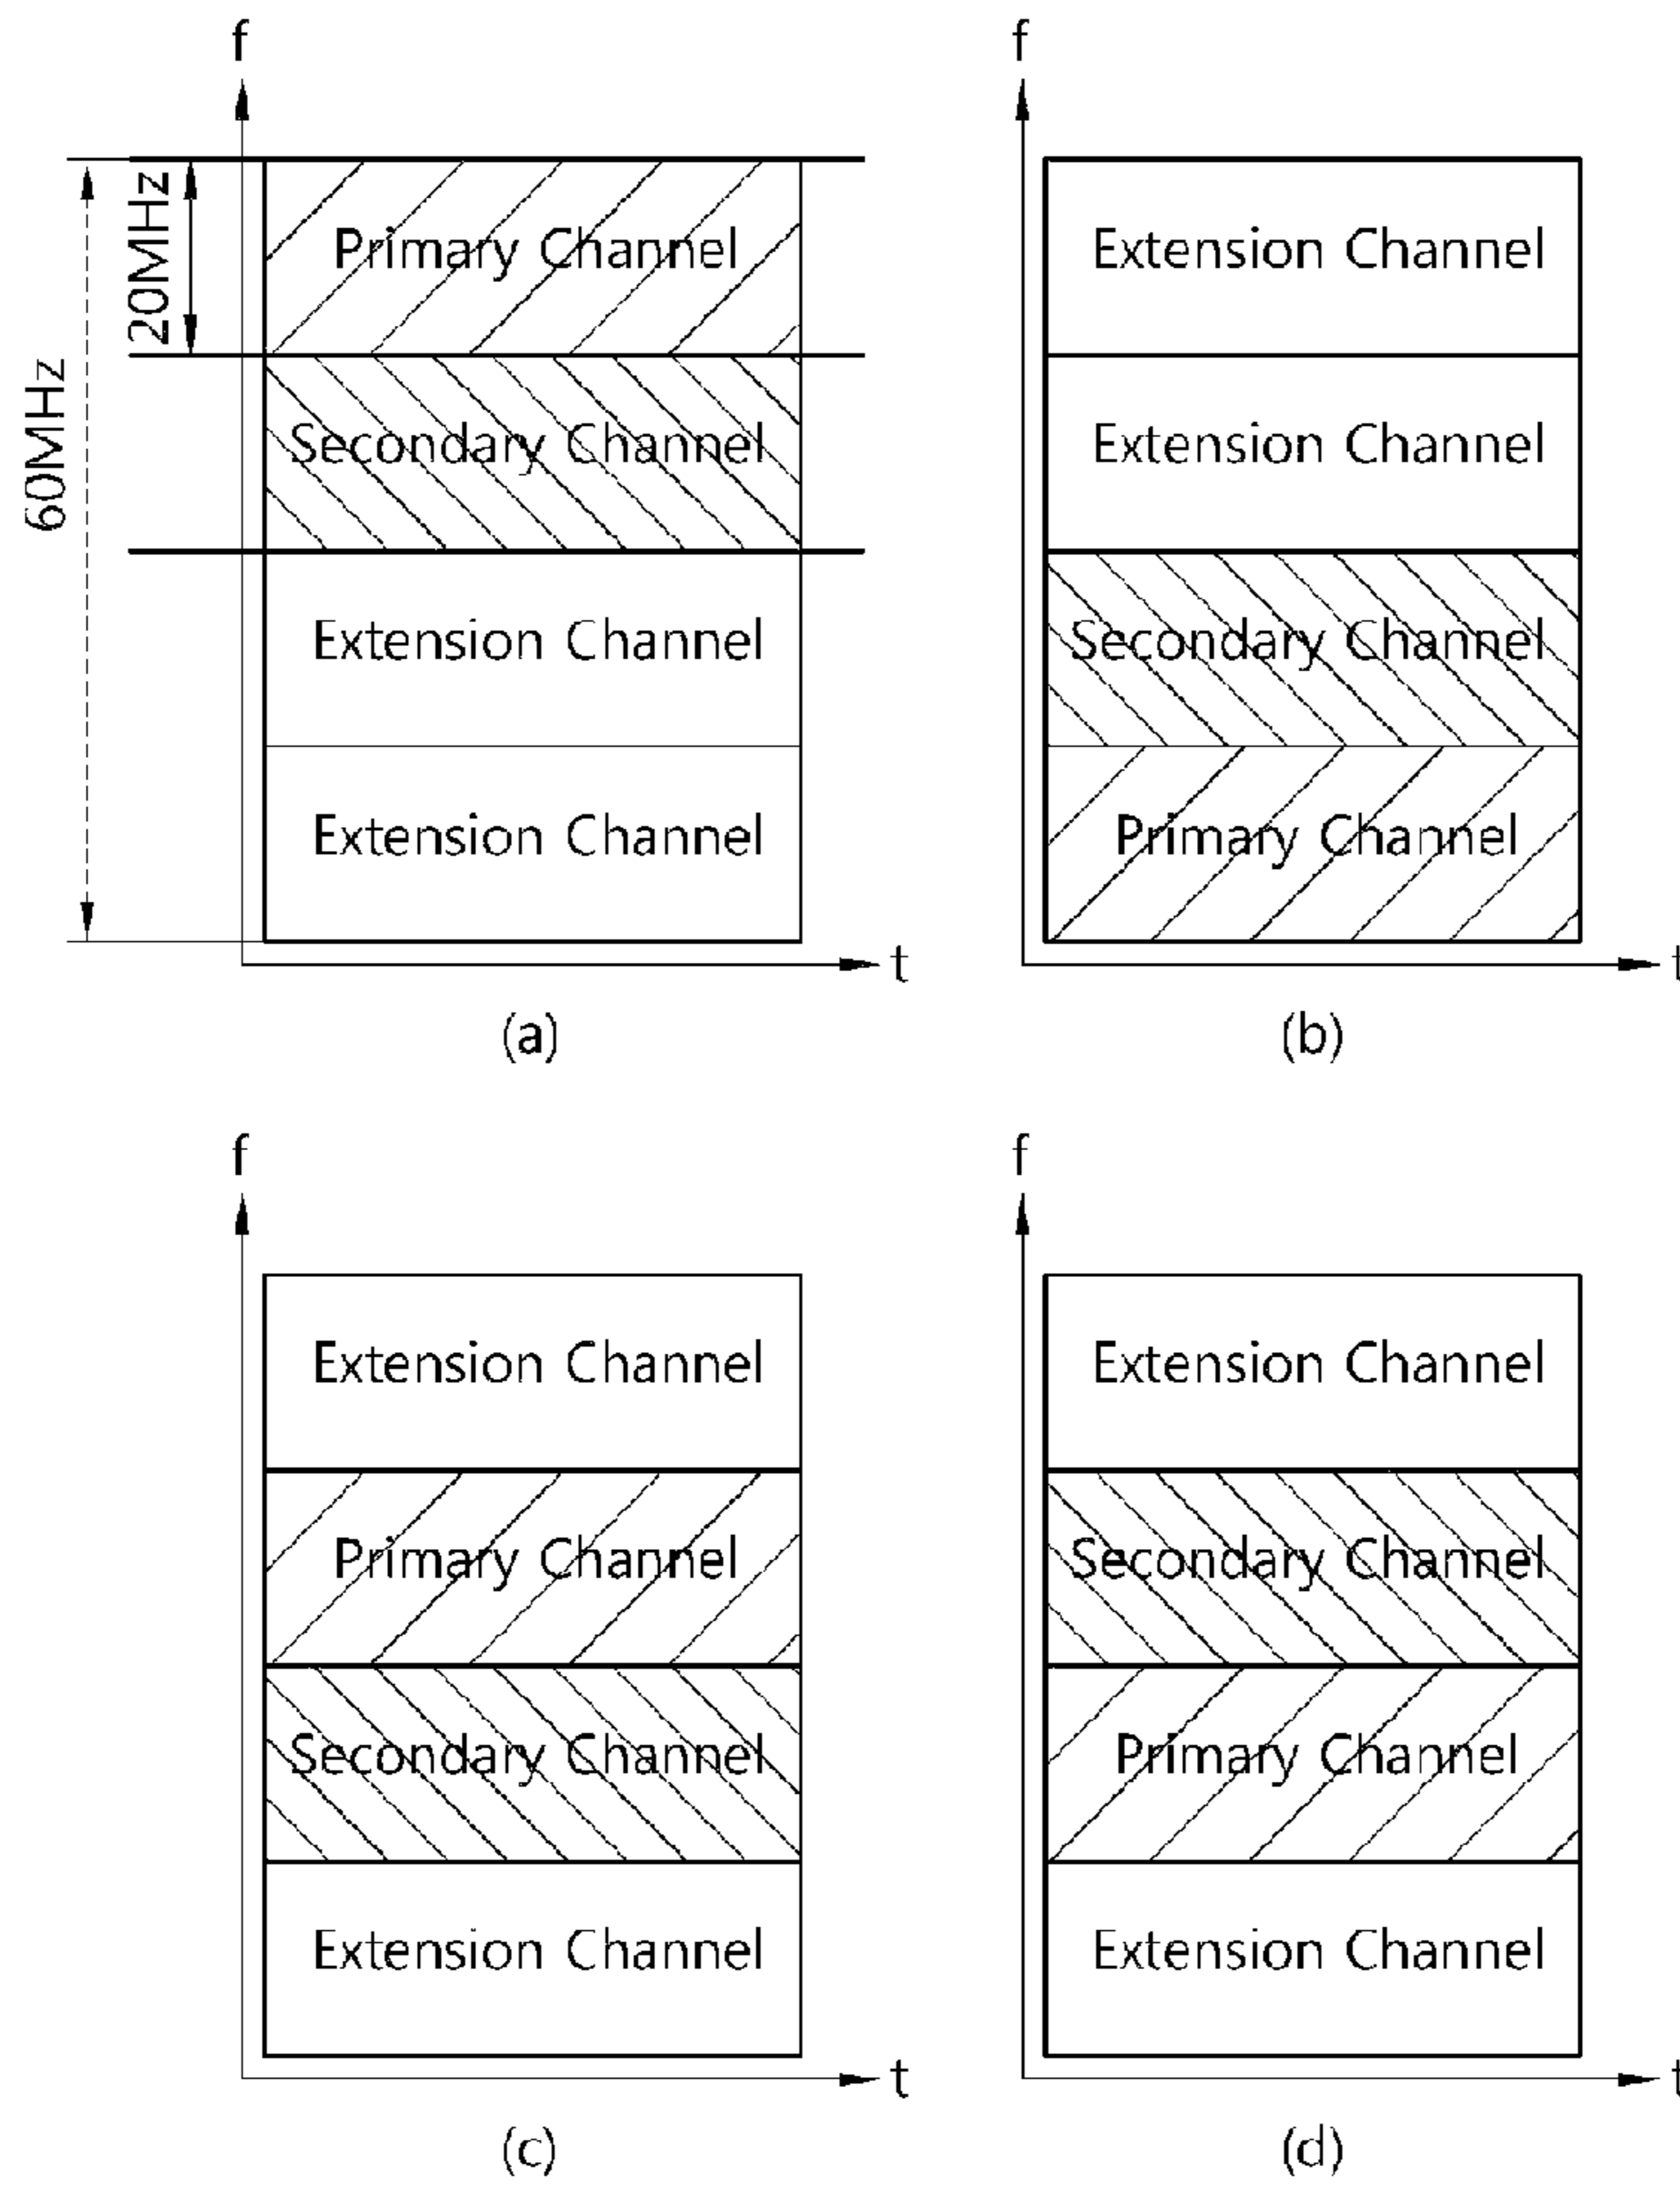 f
20MHz
60MHz
Primary Channel
Secondary Channel
Extension Channel
Extension Channel
t
(a)
f
Extension Channel
Extension Channel
Secondary Channel
Primary Channel
t
(b)
f
Extension Channel
Primary Channel
Secondary Channel
Extension Channel
t
(c)
f
Extension Channel
Secondary Channel
Primary Channel
Extension Channel
t
(d)